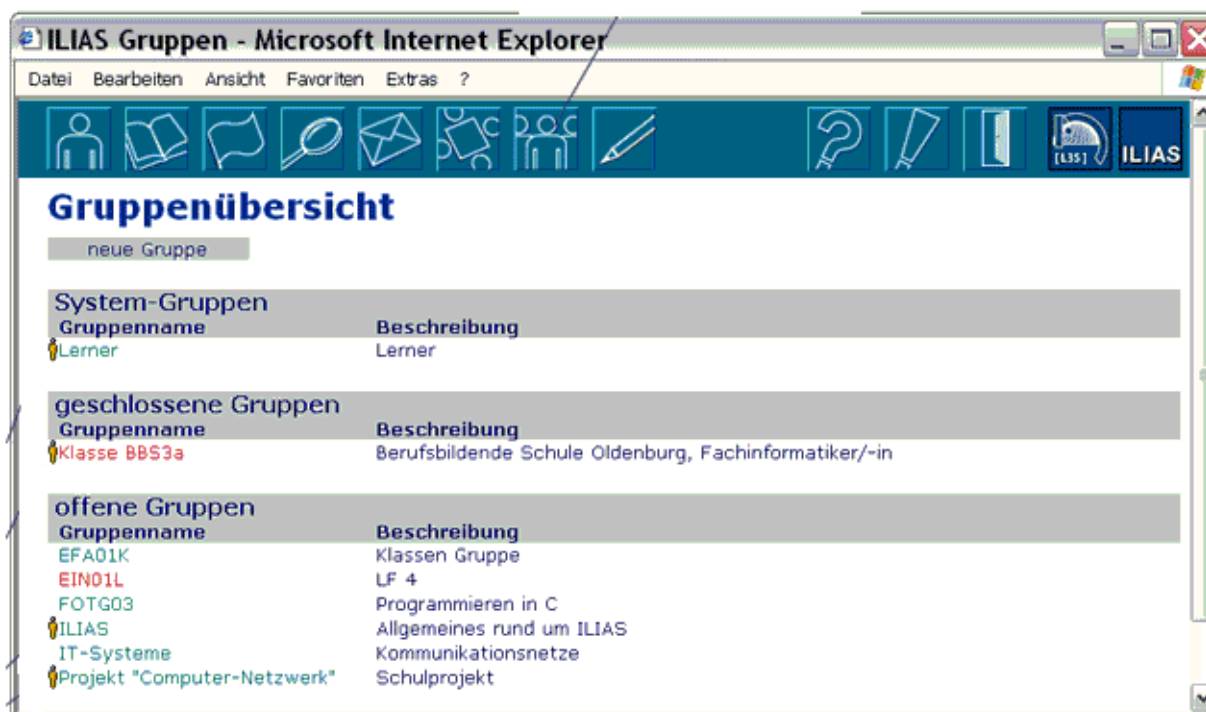 ILIAS Gruppen - Microsoft Internet Explorer
Datei Bearbeiten Ansicht Favoriten Extras ?
[L3S] ILIAS
Gruppenübersicht
neue Gruppe
System-Gruppen
Gruppenname Beschreibung
Lerner Lerner
geschlossene Gruppen
Gruppenname Beschreibung
Klasse BBS3a Berufsbildende Schule Oldenburg, Fachinformatiker/-in
offene Gruppen
Gruppenname Beschreibung
EFA01K Klassen Gruppe
EIN01L LF 4
FOTG03 Programmieren in C
ILIAS Allgemeines rund um ILIAS
IT-Systeme Kommunikationsnetze
Projekt "Computer-Netzwerk" Schulprojekt